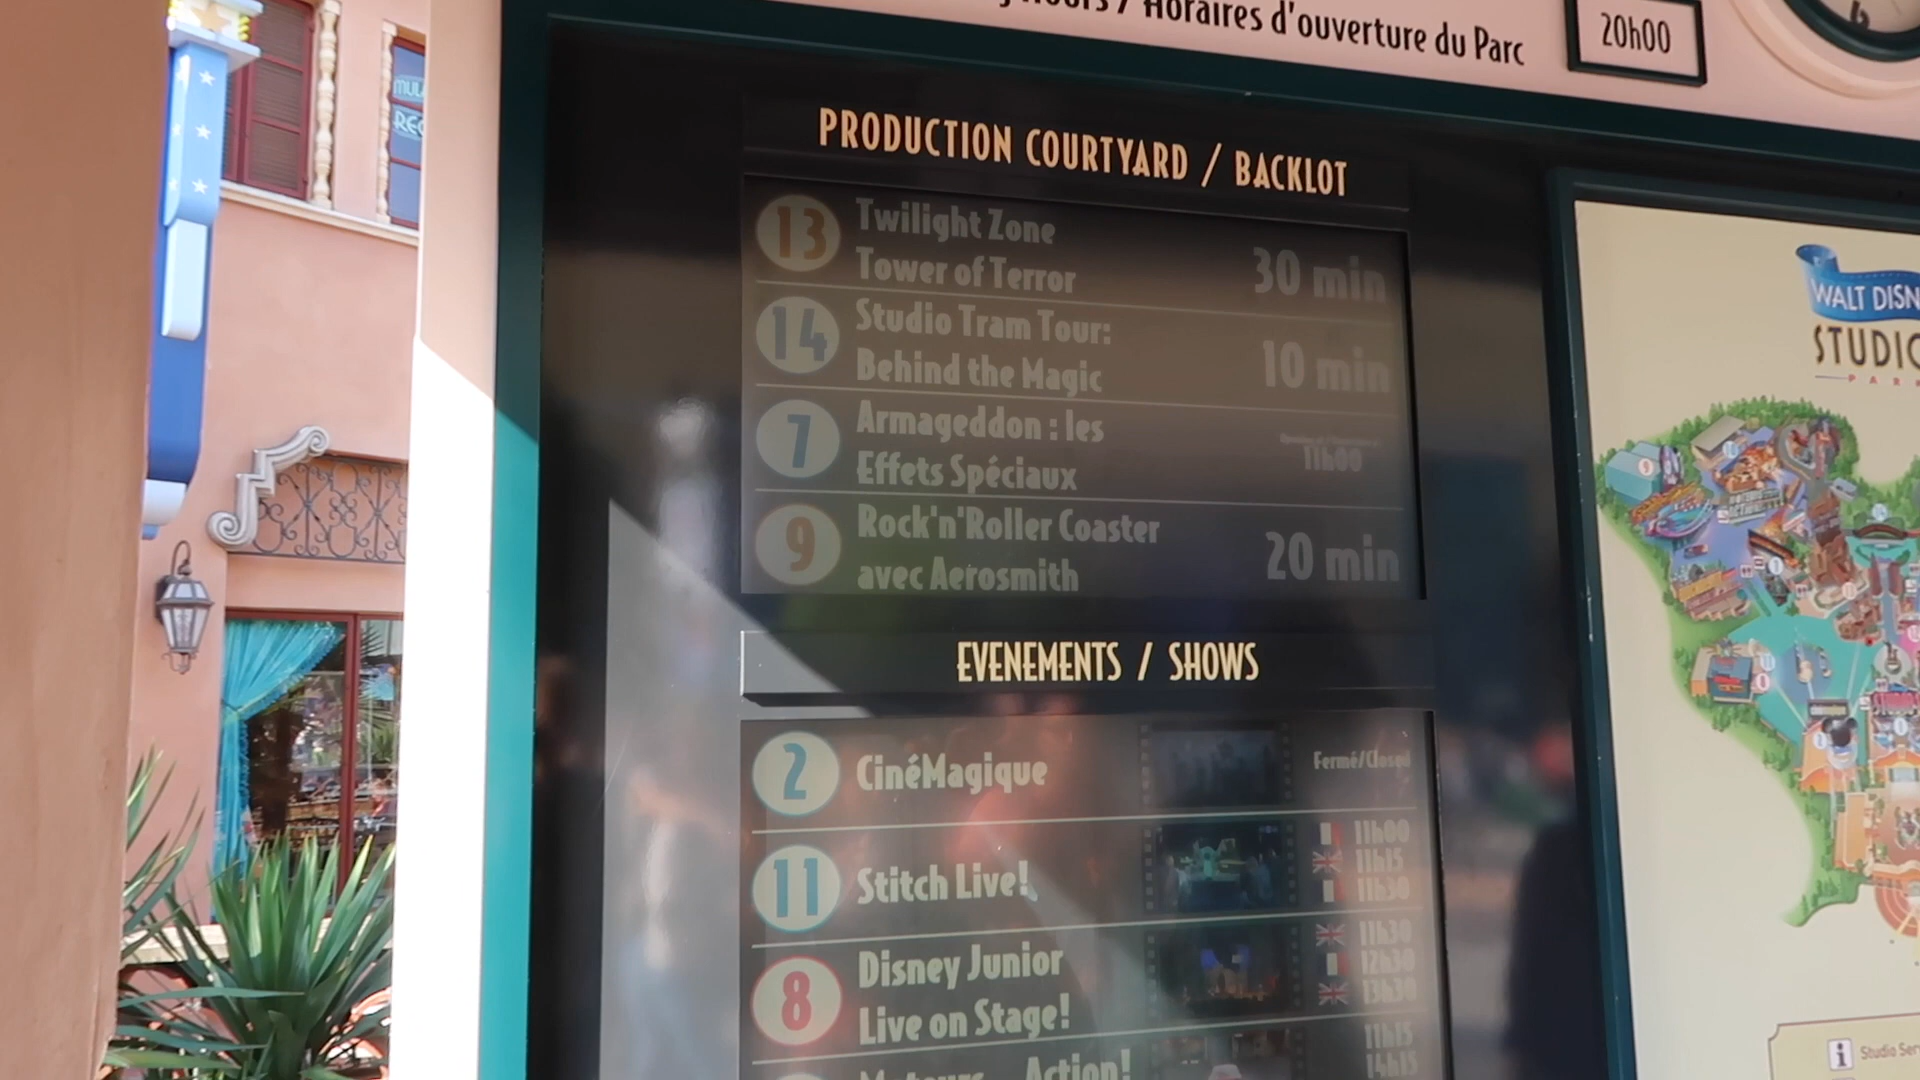 Horaires d'ouverture du Parc
20h00
PRODUCTION COURTYARD / BACKLOT
13 Twilight Zone
Tower of Terror
30 min
14 Studio Tram Tour:
Behind the Magic
10 min
7 Armageddon : les
Effets Spéciaux
11h00
9 Rock'n'Roller Coaster
avec Aerosmith
20 min
EVENEMENTS / SHOWS
2 CinéMagique
Fermé/Closed
11 Stitch Live!
11h00
11h15
11h30
8 Disney Junior
Live on Stage!
11h30
12h30
13h30
Action!
11h15
14h15
WALT DISN
STUDIO
PAR
i Studio Ser